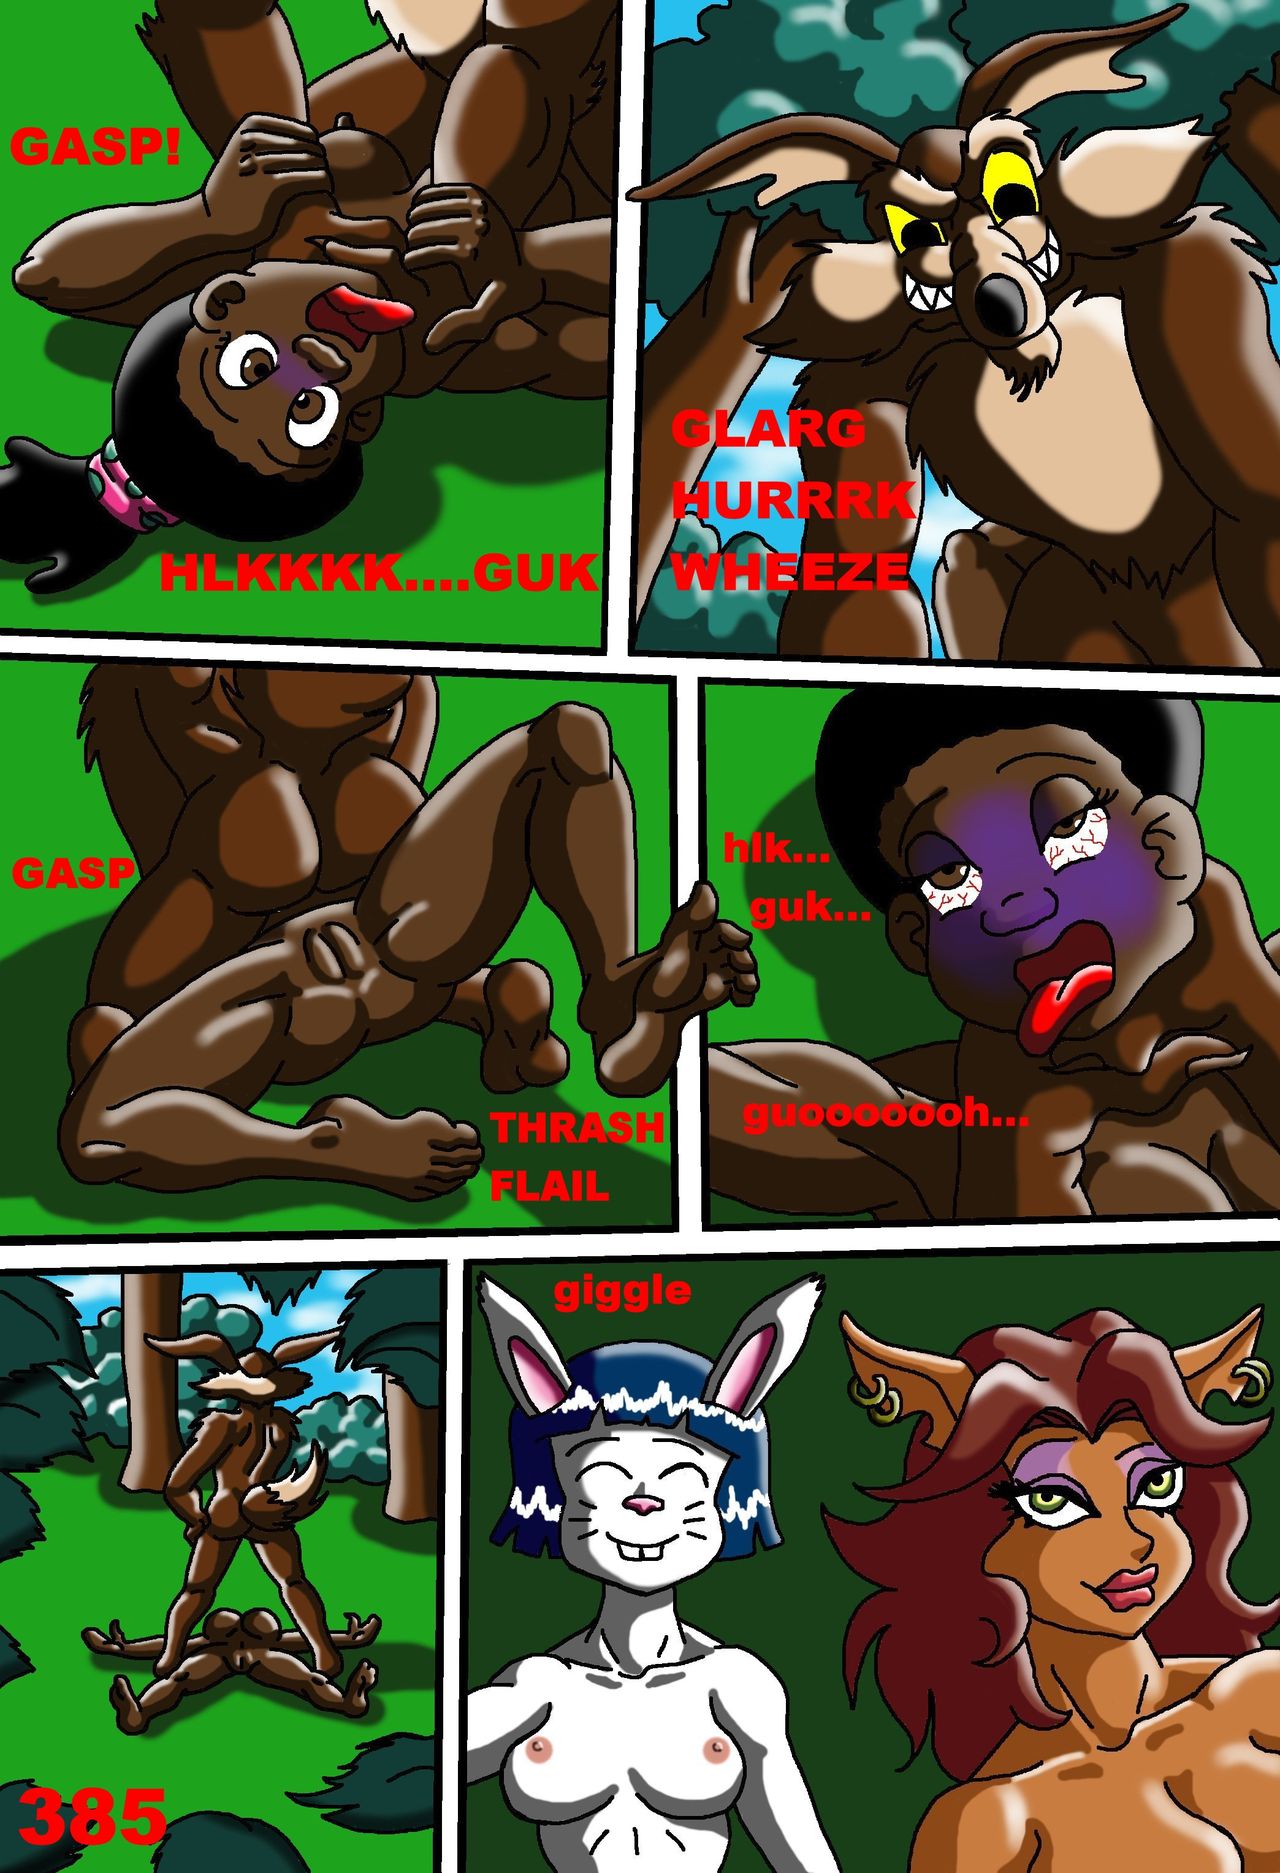 GASP!
HLKKKK....GUK
GLARG
HURRRK
WHEEZE
GASP
THRASH
FLAIL
hlk...
guk...
guooooooh...
385
giggle